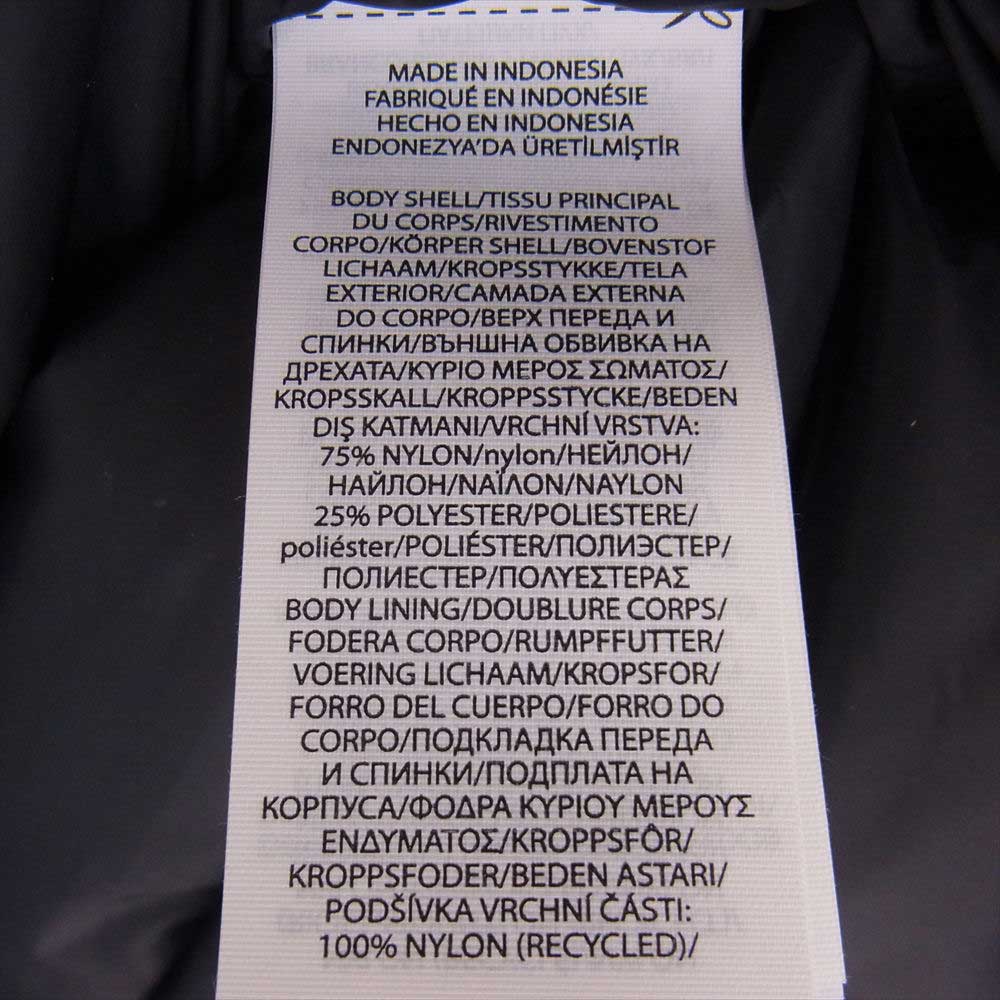 MADE IN INDONESIA
FABRIQUÉ EN INDONÉSIE
HECHO EN INDONESIA
ENDONEZYA'DA ÜRETİLMİŞTİR
BODY SHELL/TISSU PRINCIPAL
DU CORPS/RIVESTIMENTO
CORPO/KÖRPER SHELL/BOVENSTOF
LICHAAM/KROPSSTYKKE/TELA
EXTERIOR/CAMADA EXTERNA
DO CORPO/ВЕРХ ПЕРЕДА И
СПИНКИ/ВЪНШНА ОБВИВКА НА
ДРЕХАТА/ΚΥΡΙΟ ΜΕΡΟΣ ΣΩΜΑΤΟΣ/
KROPSSKALL/KROPPSSTYCKE/BEDEN
DIŞ KATMANI/VRCHNÍ VRSTVA:
75% NYLON/nylon/НЕЙЛОН/
НАЙЛОН/ΝΑΪΛΟΝ/NAYLON
25% POLYESTER/POLIESTERE/
poliéster/POLIÉSTER/ПОЛИЭСТЕР/
ПОЛИЕСТЕР/ΠΟΛΥΕΣΤΕΡΑΣ
BODY LINING/DOUBLURE CORPS/
FODERA CORPO/RUMPFFUTTER/
VOERING LICHAAM/KROPSFOR/
FORRO DEL CUERPO/FORRO DO
CORPO/ПОДКЛАДКА ПЕРЕДА
И СПИНКИ/ПОДПЛАТА НА
КОРПУСА/ΦΟΔΡΑ ΚΥΡΙΟΥ ΜΕΡΟΥΣ
ΕΝΔΥΜΑΤΟΣ/KROPPSFÔR/
KROPPSFODER/BEDEN ASTARI/
PODŠÍVKA VRCHNÍ ČÁSTI:
100% NYLON (RECYCLED)/